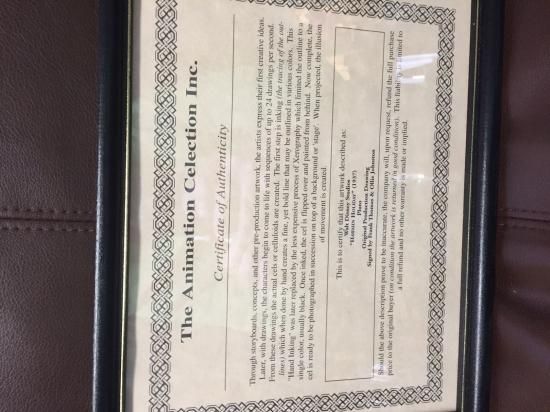 The Animation Celection Inc.
Certificate of Authenticity
Through storyboards, concepts, and other pre-production artwork, the artists express their first creative ideas.
Later, with drawings, the characters begin to come to life with sequences of up to 24 drawings per second.
From these drawings the actual cels or celluloids are created. The first step is inking (the tracing of the out-
lines) which when done by hand creates a fine, yet bold line that may be outlined in various colors. This
"Hand Inking" was later replaced by the less expensive process of Xerography which limited the outline to a
single color, usually black. Once inked, the cel is flipped over and painted from behind. Now complete, the
cel is ready to be photographed in succession on top of a background or 'stage'. When projected, the illusion
of movement is created.
This is to certify that this artwork described as:
Walt Disney Studios
(1937)
Pluto
Original Production Drawing
Signed by Frank Thomas & Ollie Johnston
Should the above description prove to be inaccurate, the company will, upon request, refund the full purchase
price to the original buyer (on condition the artwork is returned in good condition). This liability is limited to
a full refund and no other warranty is made or implied.